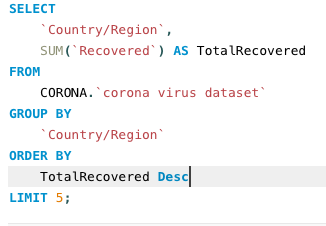 SELECT
`Country/Region`,
SUM(`Recovered`) AS TotalRecovered
FROM
CORONA.`corona virus dataset`
GROUP BY
`Country/Region`
ORDER BY
TotalRecovered Desc
LIMIT 5;